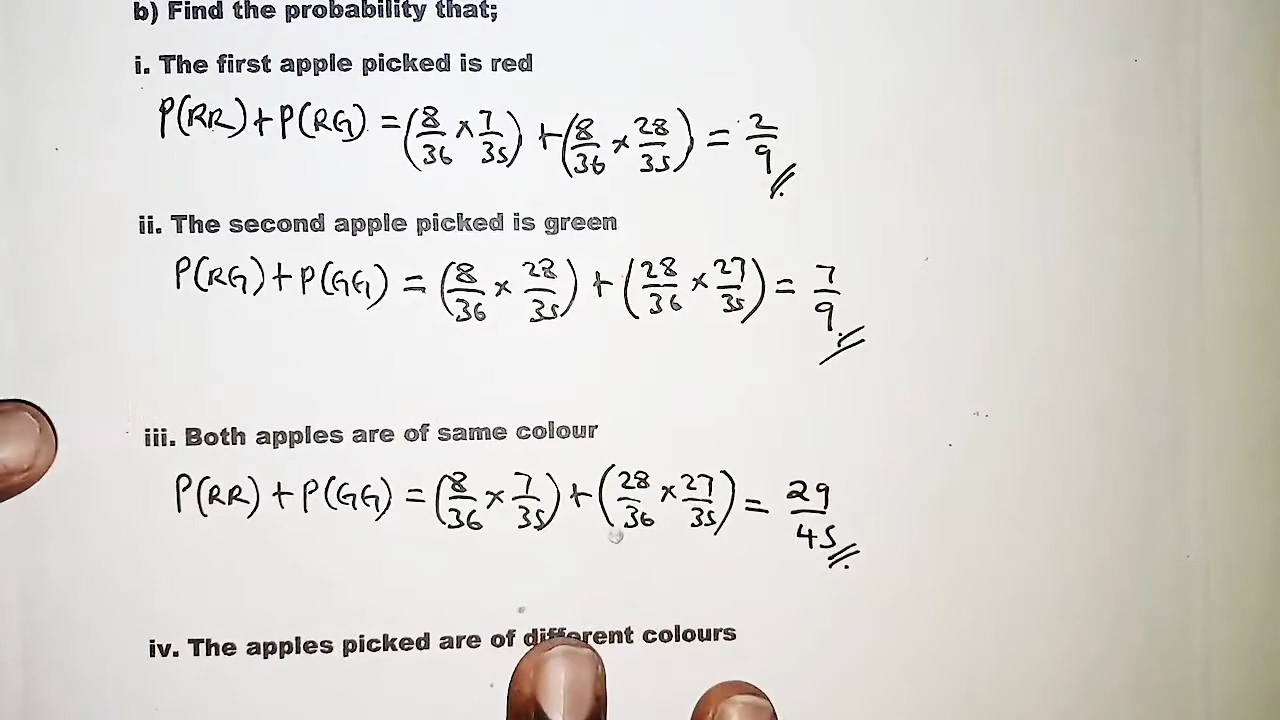 b) Find the probability that;
i. The first apple picked is red
P(RR)+P(RG) = (8/36 × 7/35) + (8/36 × 28/35) = 2/9
ii. The second apple picked is green
P(RG)+P(GG) = (8/36 × 28/35) + (28/36 × 27/35) = 7/9
iii. Both apples are of same colour
P(RR) + P(GG) = (8/36 × 7/35) + (28/36 × 27/35) = 29/45
iv. The apples picked are of different colours